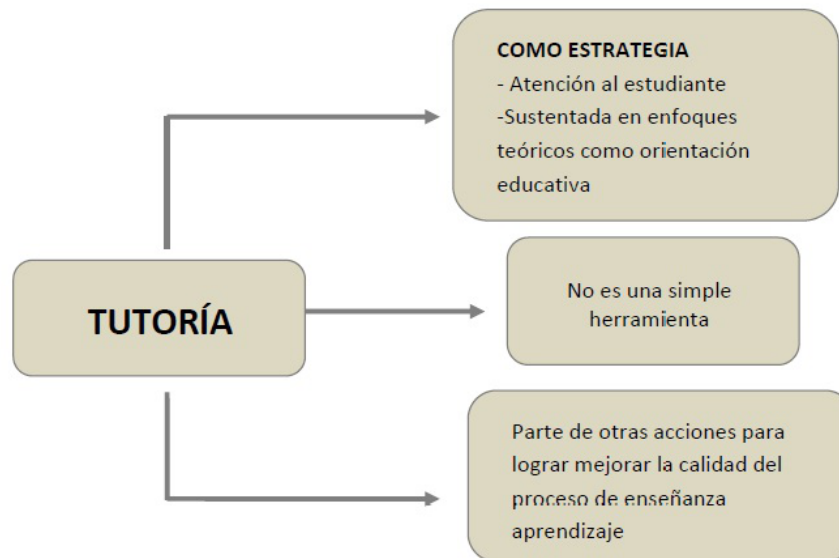 COMO ESTRATEGIA
- Atención al estudiante
-Sustentada en enfoques
teóricos como orientación
educativa
TUTORÍA
No es una simple
herramienta
Parte de otras acciones para
lograr mejorar la calidad del
proceso de enseñanza
aprendizaje